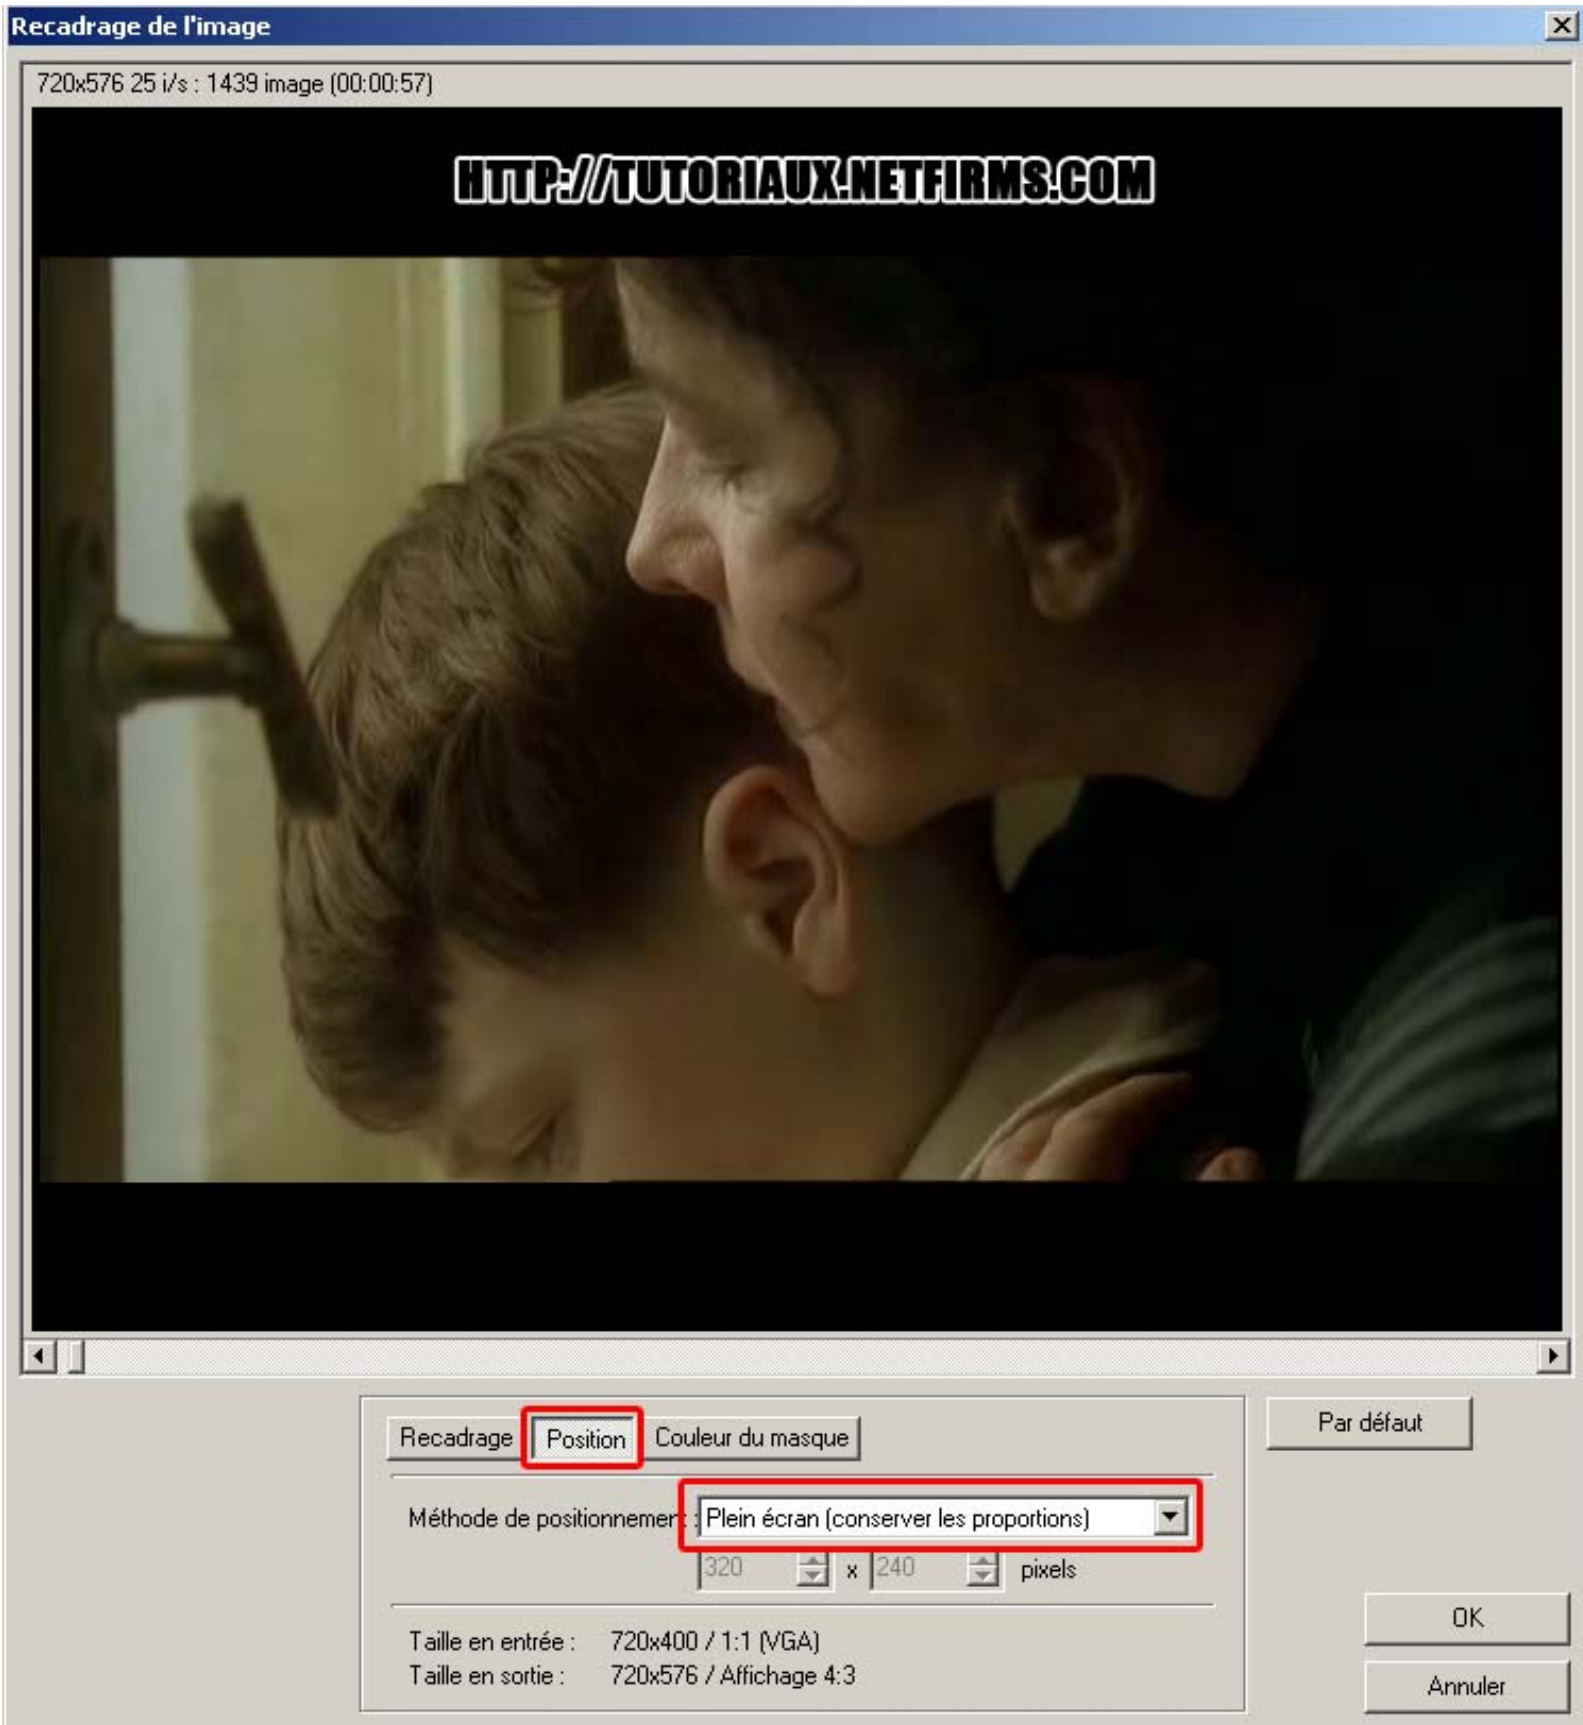 Recadrage de l'image
720x576 25 i/s : 1439 image (00:00:57)
HTTP://TUTORIAUX.NETFIRMS.COM
Recadrage Position Couleur du masque
Par défaut
Méthode de positionnement : Plein écran (conserver les proportions)
320 x 240 pixels
Taille en entrée : 720x400 / 1:1 (VGA)
Taille en sortie : 720x576 / Affichage 4:3
OK
Annuler